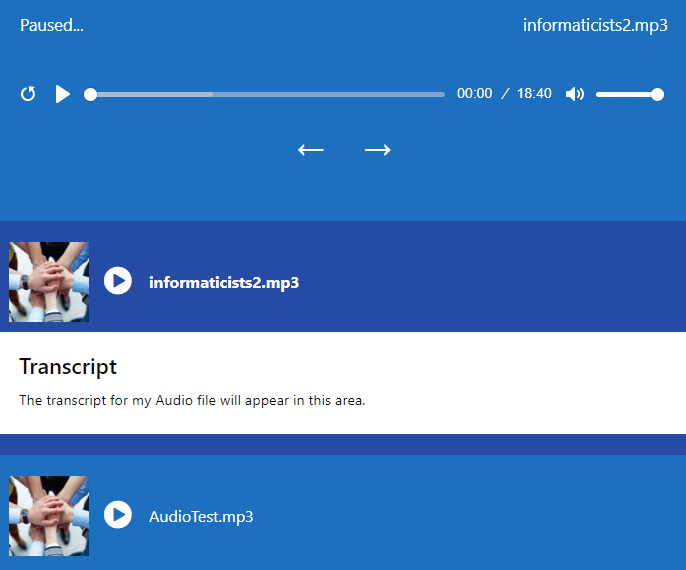 Paused...
informaticists2.mp3
00:00 / 18:40
informaticists2.mp3
Transcript
The transcript for my Audio file will appear in this area.
AudioTest.mp3